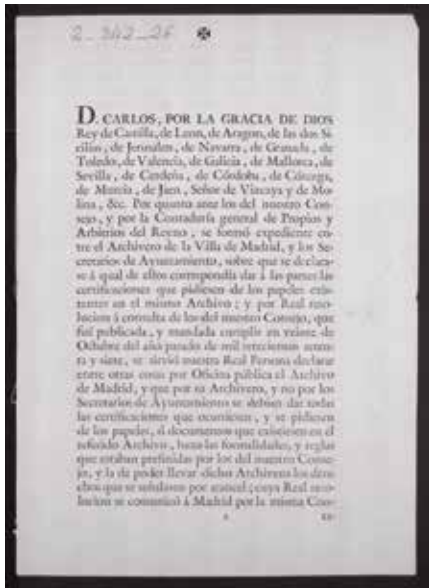 2-342-26
D. CARLOS, POR LA GRACIA DE DIOS
Rey de Castilla, de Leon, de Aragon, de las dos Si-
cilias, de Jerusalen, de Navarra, de Granada, de
Toledo, de Valencia, de Galicia, de Mallorca, de
Sevilla, de Cerdeña, de Córdoba, de Córcega,
de Murcia, de Jaen, Señor de Vizcaya y de Mo-
lina, &c. Por quanto ante los del nuestro Con-
sejo, y por la Contaduría general de Propios y
Arbitrios del Reyno, se formó expediente en-
tre el Archivero de la Villa de Madrid, y los Se-
cretarios de Ayuntamiento, sobre que se declara-
se á qual de ellos correspondía dar á las partes las
certificaciones que pidiesen de los papeles exis-
tentes en el mismo Archivo; y por Real reso-
lucion á consulta de los del nuestro Consejo, que
fué publicada, y mandada cumplir en veinte de
Octubre del año pasado de mil setecientos seten-
ta y siete, se sirvió nuestra Real Persona declarar
entre otras cosas por Oficina pública el Archivo
de Madrid, y que por su Archivero, y no por los
Secretarios de Ayuntamiento se debian dar todas
las certificaciones que ocurriesen, y se pidiesen
de los papeles, ó documentos que existiesen en el
referido Archivo, baxo las formalidades, y reglas
que estaban prefinidas por los del nuestro Conse-
jo, y la de poder llevar dichos Archiveros los dere-
chos que se señalasen por arancel; cuya Real reso-
lucion se comunicó á Madrid por la misma Con-